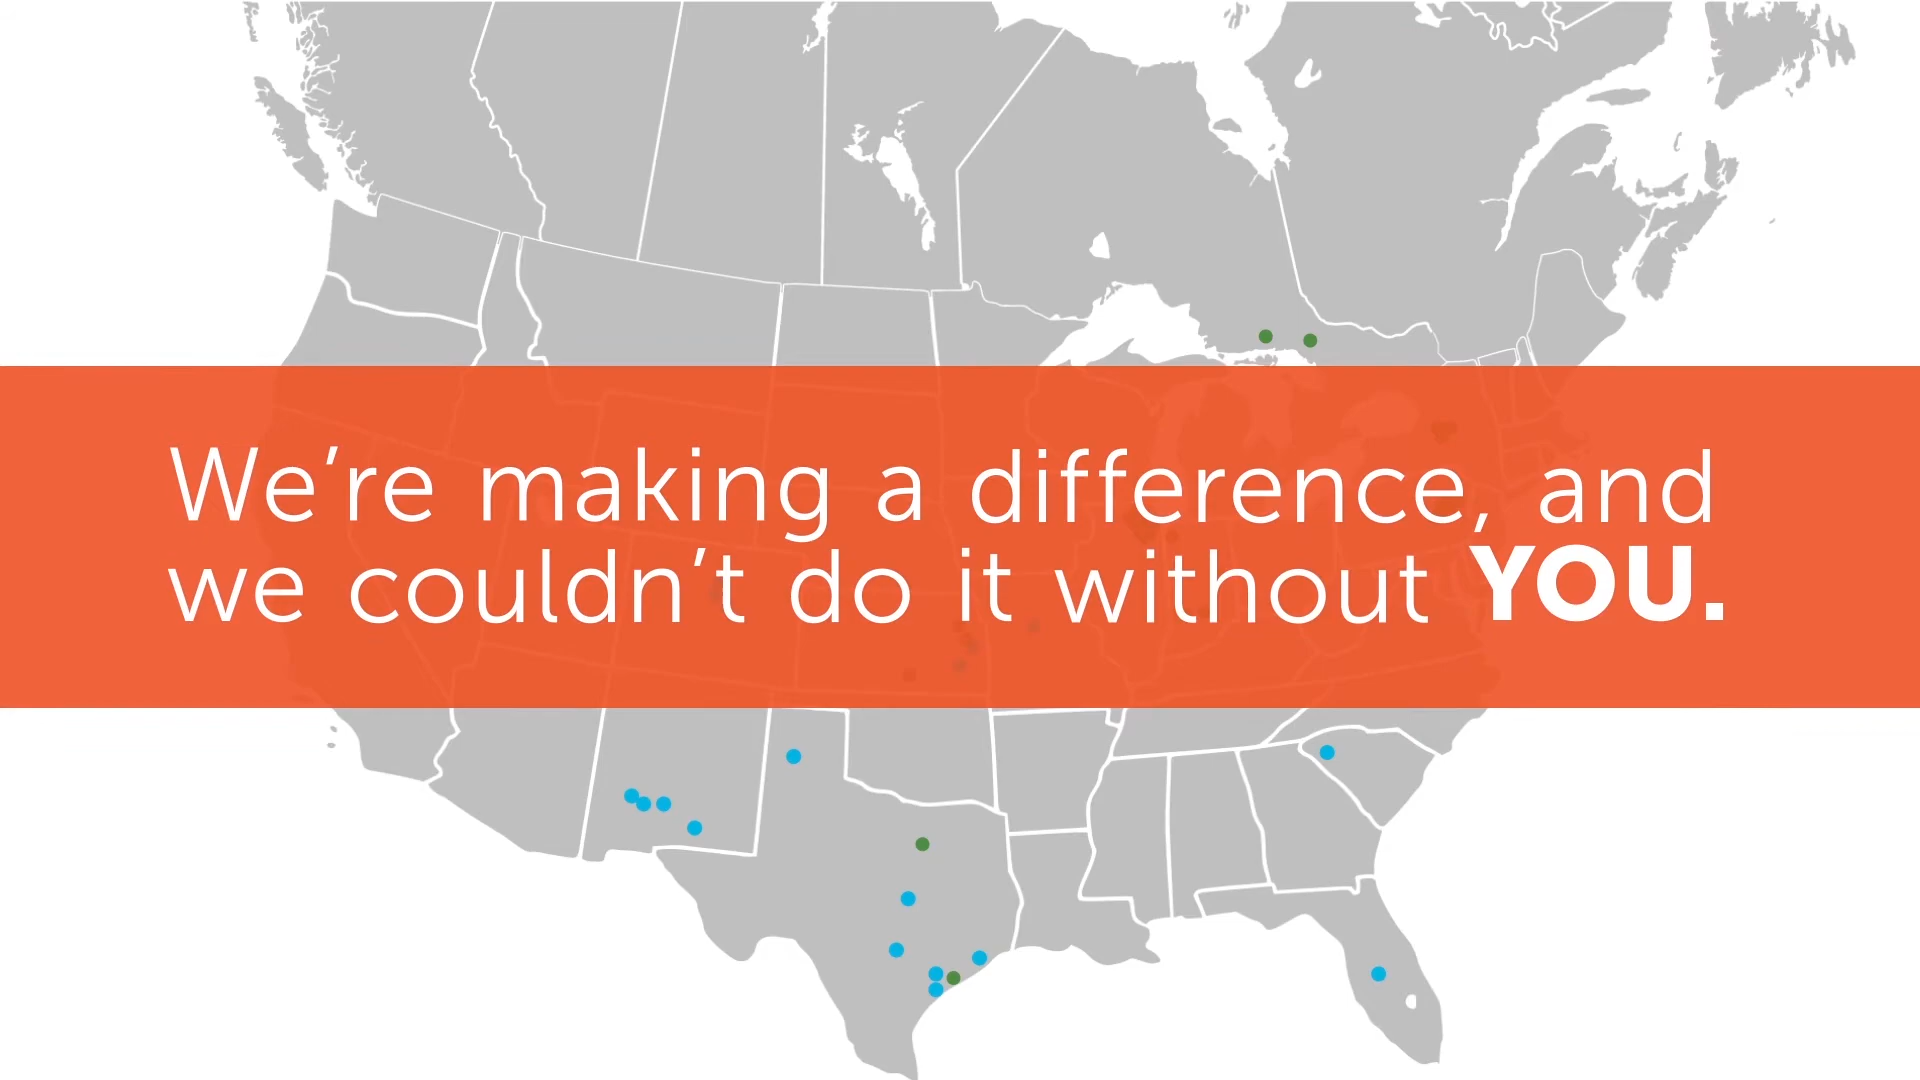 We’re making a difference, and
we couldn’t do it without YOU.